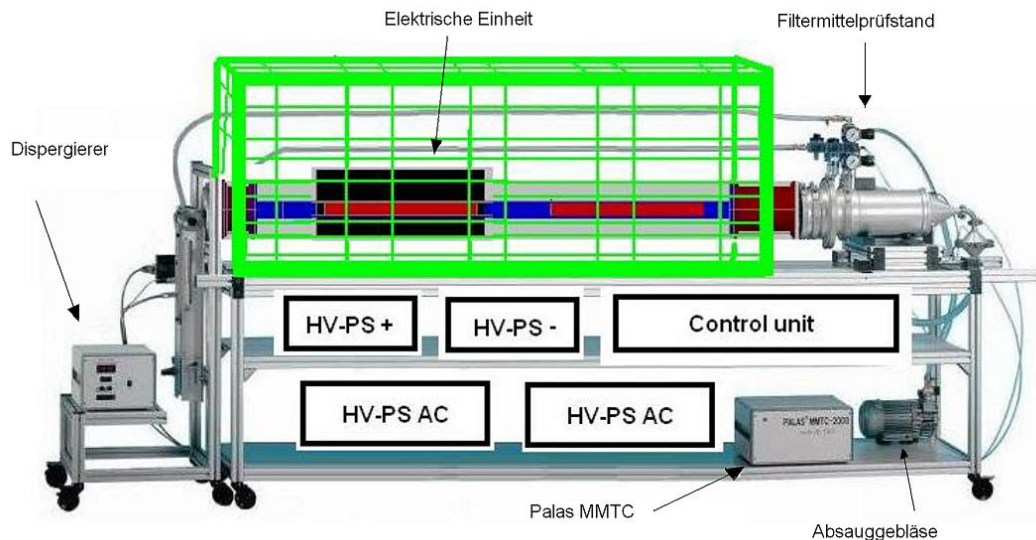 Elektrische Einheit
Filtermittelprüfstand
Dispergierer
HV-PS +
HV-PS -
Control unit
HV-PS AC
HV-PS AC
PALAS® MMTC-2000
Palas MMTC
Absauggebläse